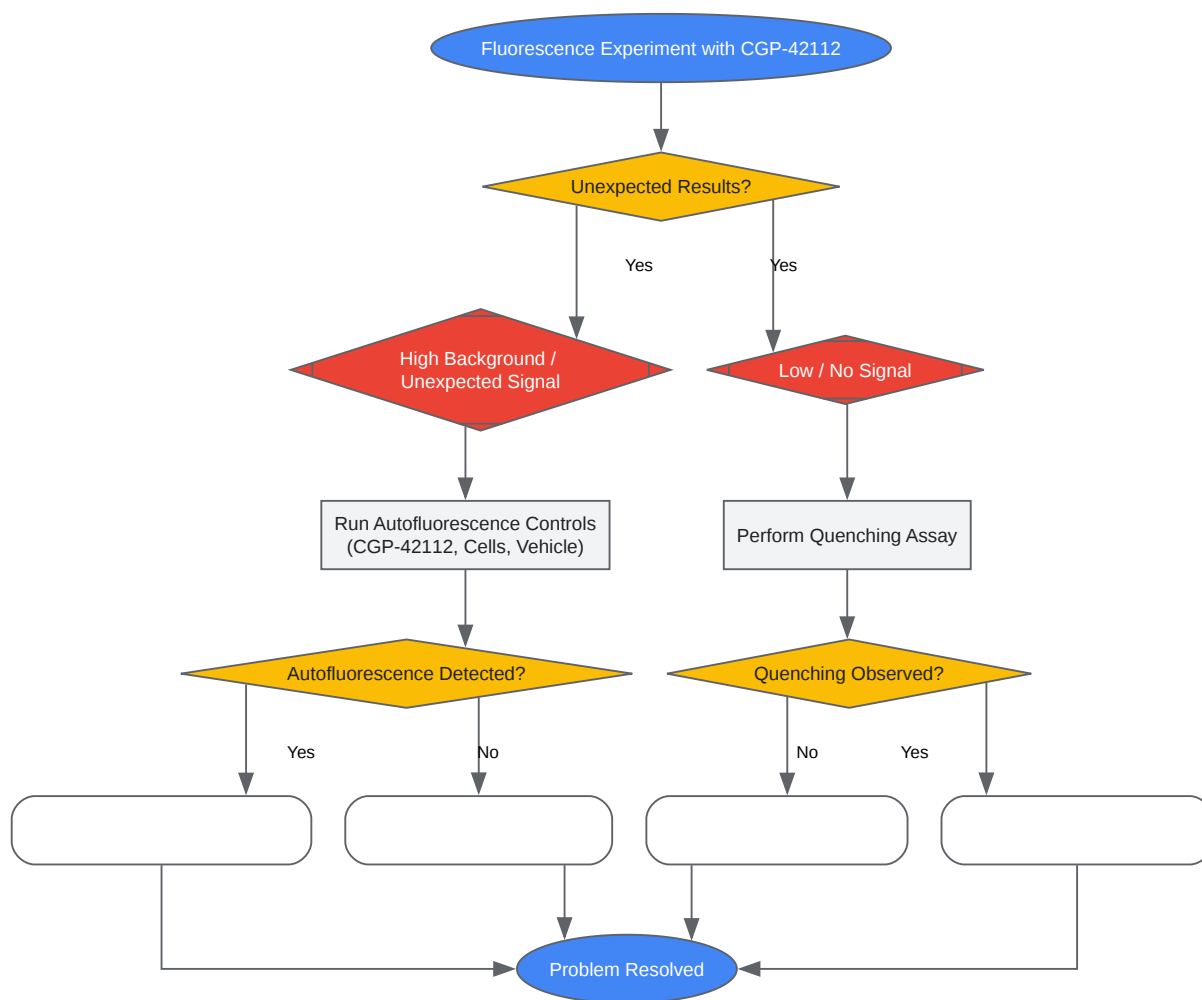 Fluorescence Experiment with CGP-42112
Unexpected Results?
Yes
Yes
High Background /
Unexpected Signal
Low / No Signal
Run Autofluorescence Controls
(CGP-42112, Cells, Vehicle)
Perform Quenching Assay
Autofluorescence Detected?
Quenching Observed?
Yes
No
No
Yes
Problem Resolved